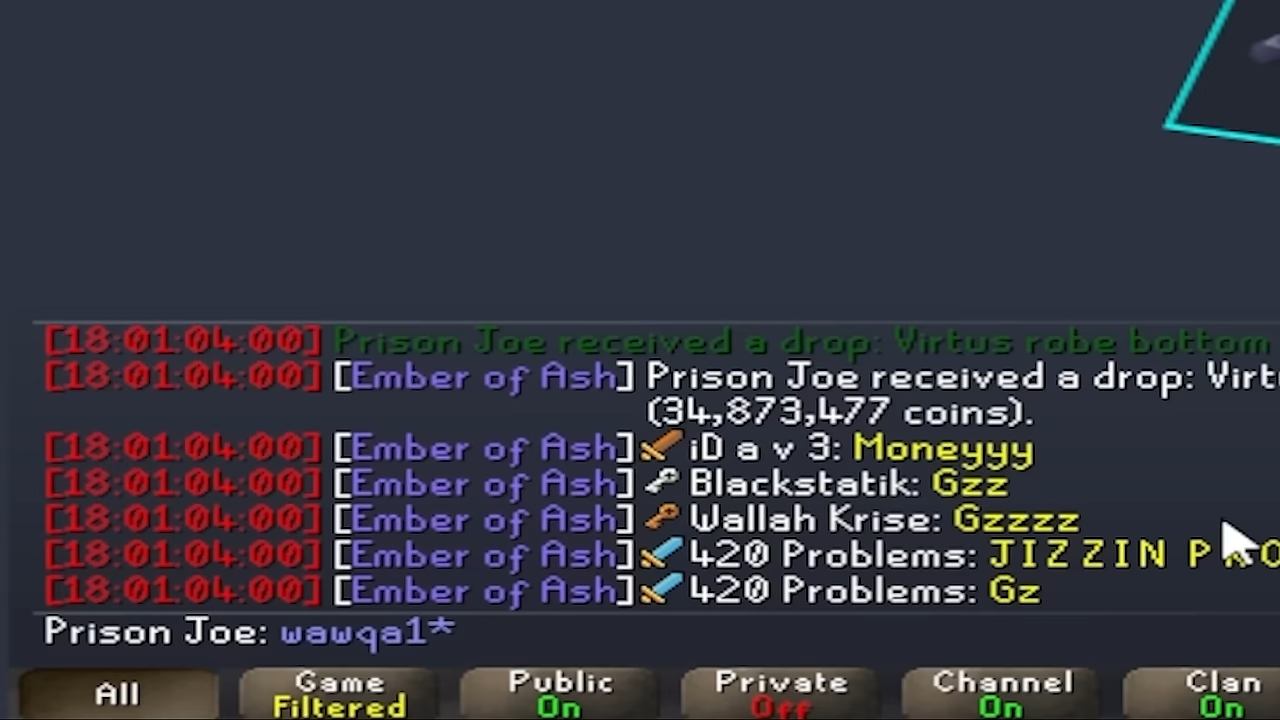 [18:01:04:00] Prison Joe received a drop: Virtus robe bottom
[18:01:04:00] [Ember of Ash] Prison Joe received a drop:
(34,873,477 coins).
[18:01:04:00] [Ember of Ash] iD a v 3: Moneyyy
[18:01:04:00] [Ember of Ash] Blackstatik: Gzz
[18:01:04:00] [Ember of Ash] Wallah Krise: Gzzzz
[18:01:04:00] [Ember of Ash] 420 Problems: J I Z Z I N
[18:01:04:00] [Ember of Ash] 420 Problems: Gz
Prison Joe: wawqa1*
All Game Public Private Channel Clan
Filtered On Off On On